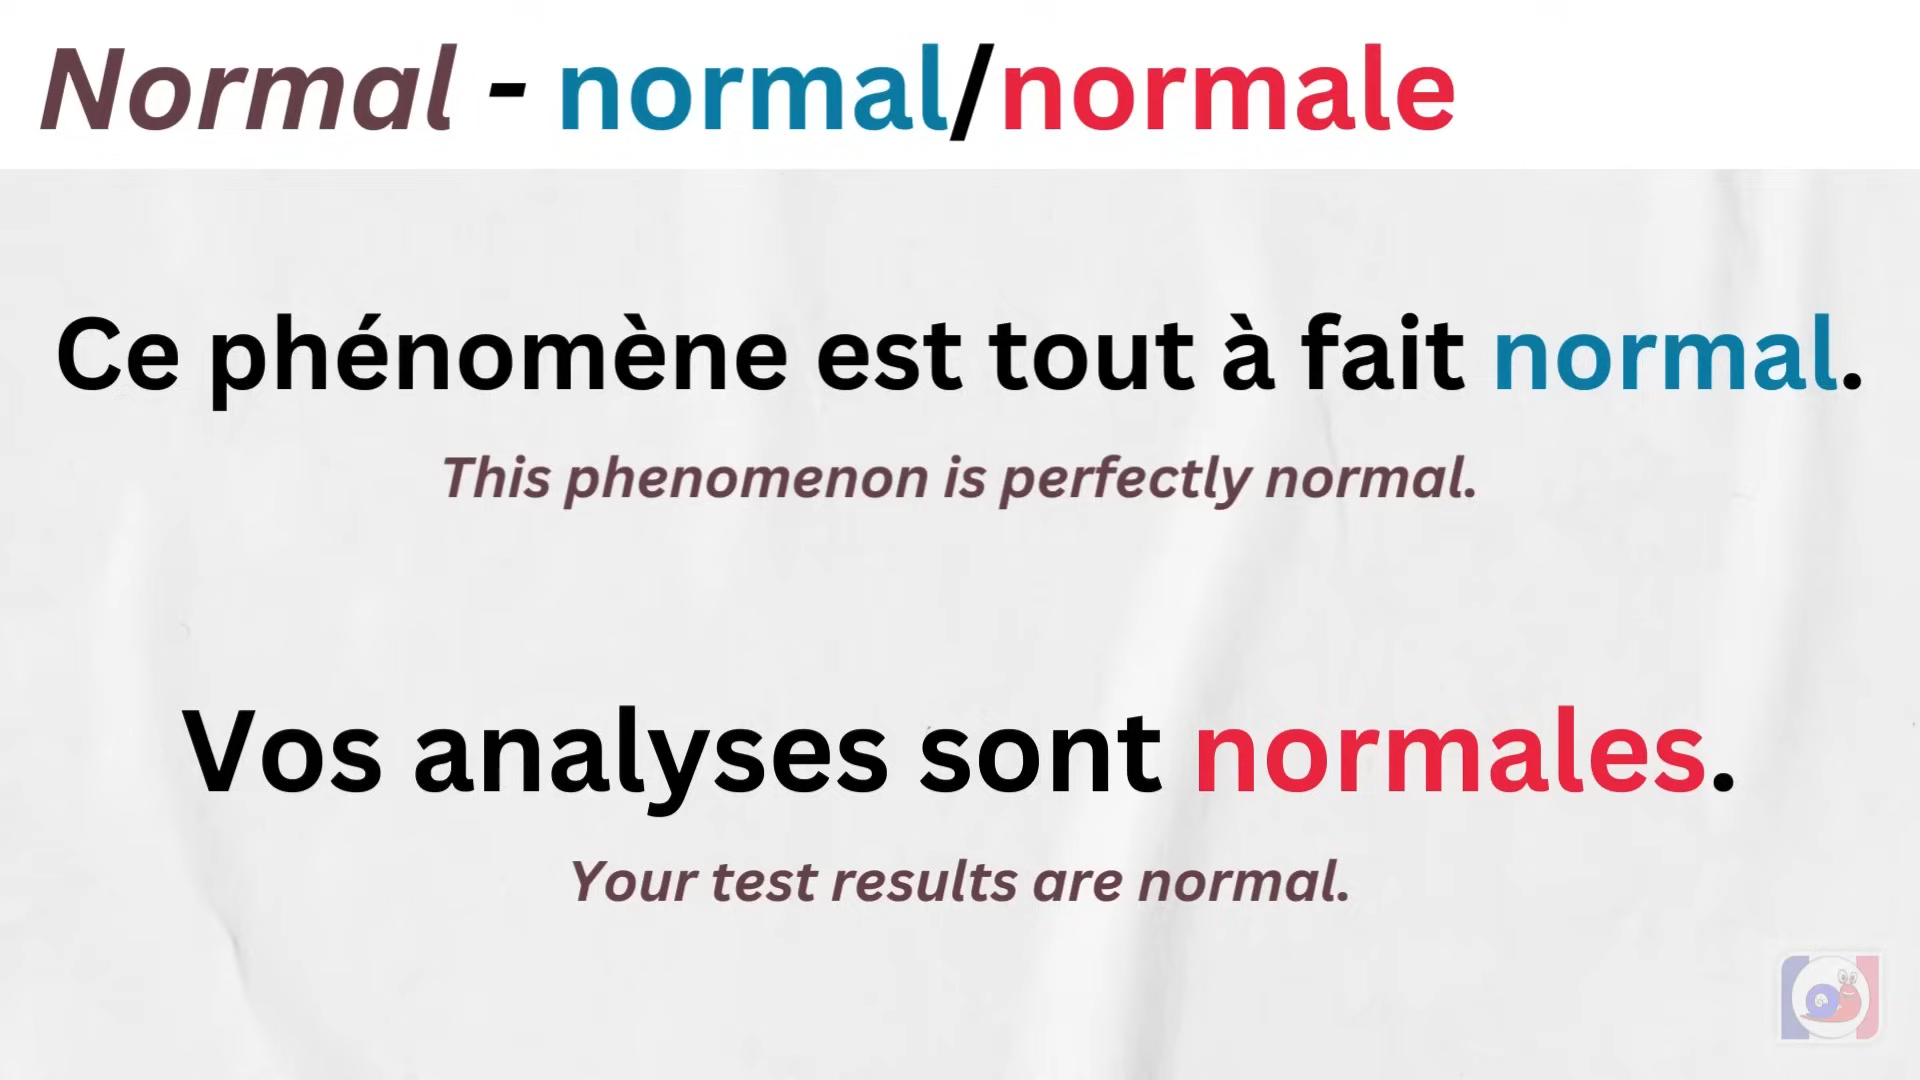 Normal - normal/normale
Ce phénomène est tout à fait normal.
This phenomenon is perfectly normal.
Vos analyses sont normales.
Your test results are normal.